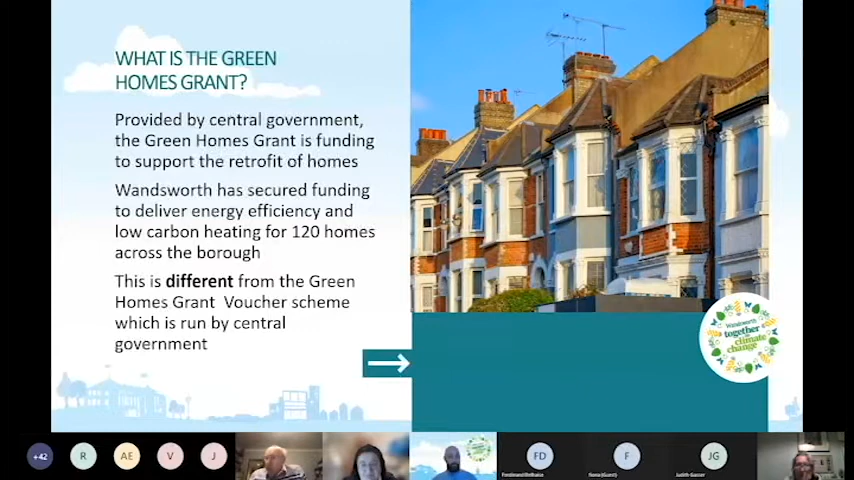 WHAT IS THE GREEN
HOMES GRANT?
Provided by central government,
the Green Homes Grant is funding
to support the retrofit of homes
Wandsworth has secured funding
to deliver energy efficiency and
low carbon heating for 120 homes
across the borough
This is different from the Green
Homes Grant Voucher scheme
which is run by central
government
Wandsworth
together
climate
change
+42
R
AE
V
J
FD
F
JG